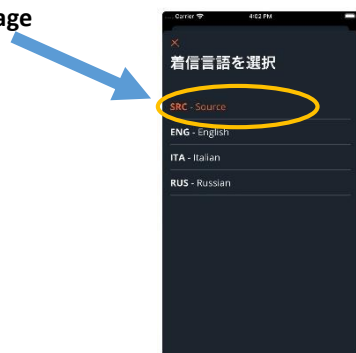 age
Carrier 4:02 PM
×
着信言語を選択
SRC - Source
ENG - English
ITA - Italian
RUS - Russian